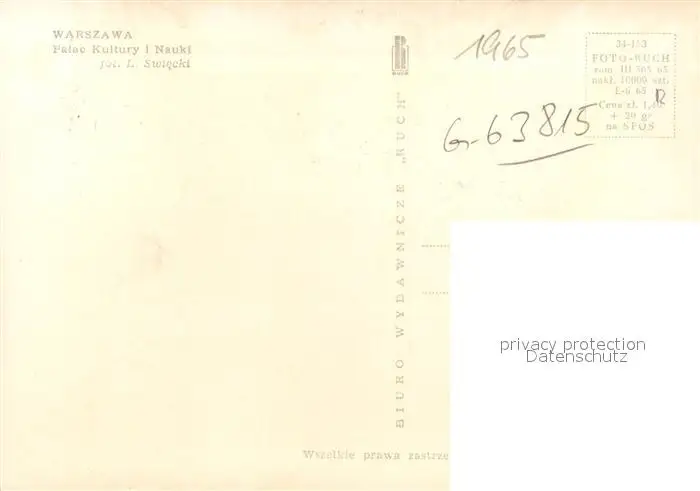 WARSZAWA
Pałac Kultury i Nauki
fot. L. Święcki
RUCH
1965
34-153
FOTO-RUCH
zam III 565 65
nakł. 10000 szt.
E-6 65
Cena zł. 1,40
+ 20 gr
na SFOS
R
G-63815
BIURO WYDAWNICZE „RUCH"
privacy protection
Datenschutz
Wszelkie prawa zastrze